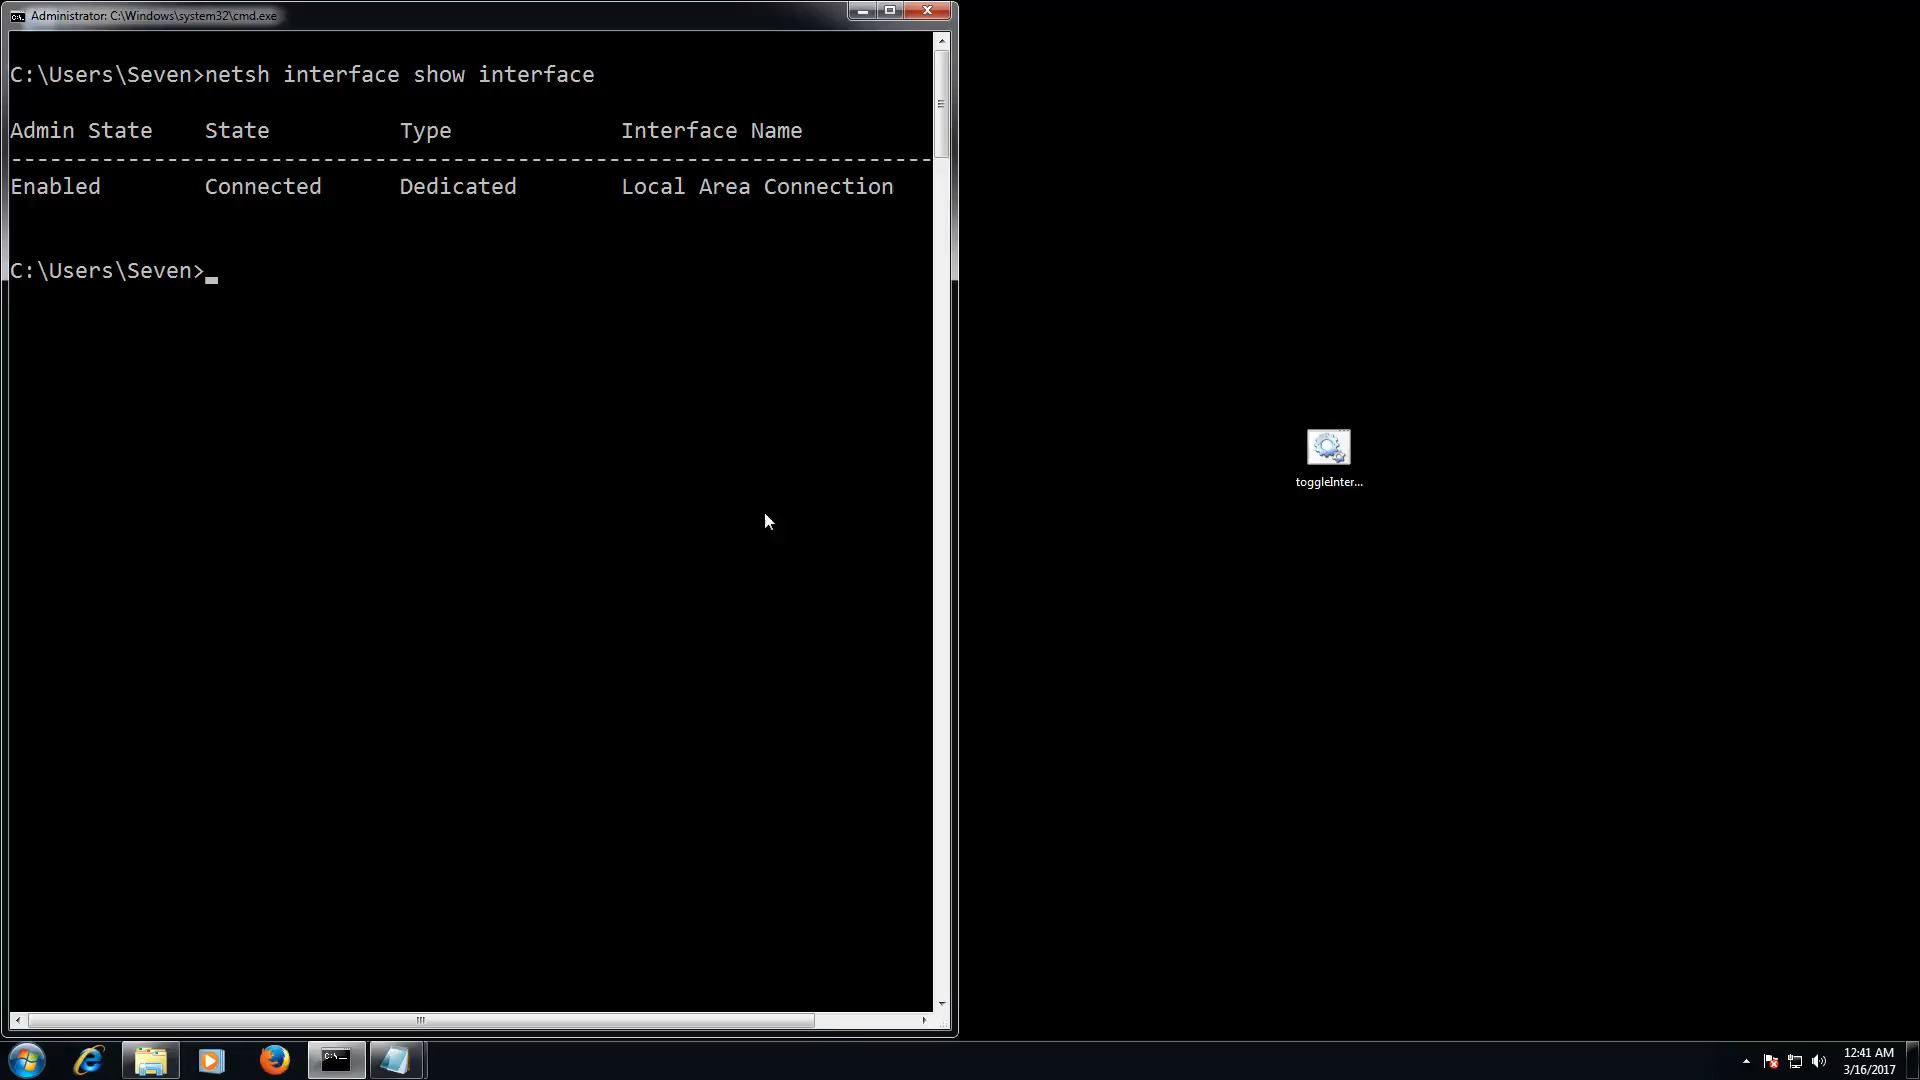 Administrator: C:\Windows\system32\cmd.exe
C:\Users\Seven>netsh interface show interface
Admin State    State          Type             Interface Name
-------------------------------------------------------------------------
Enabled        Connected      Dedicated        Local Area Connection
C:\Users\Seven>
toggleInter...
12:41 AM
3/16/2017